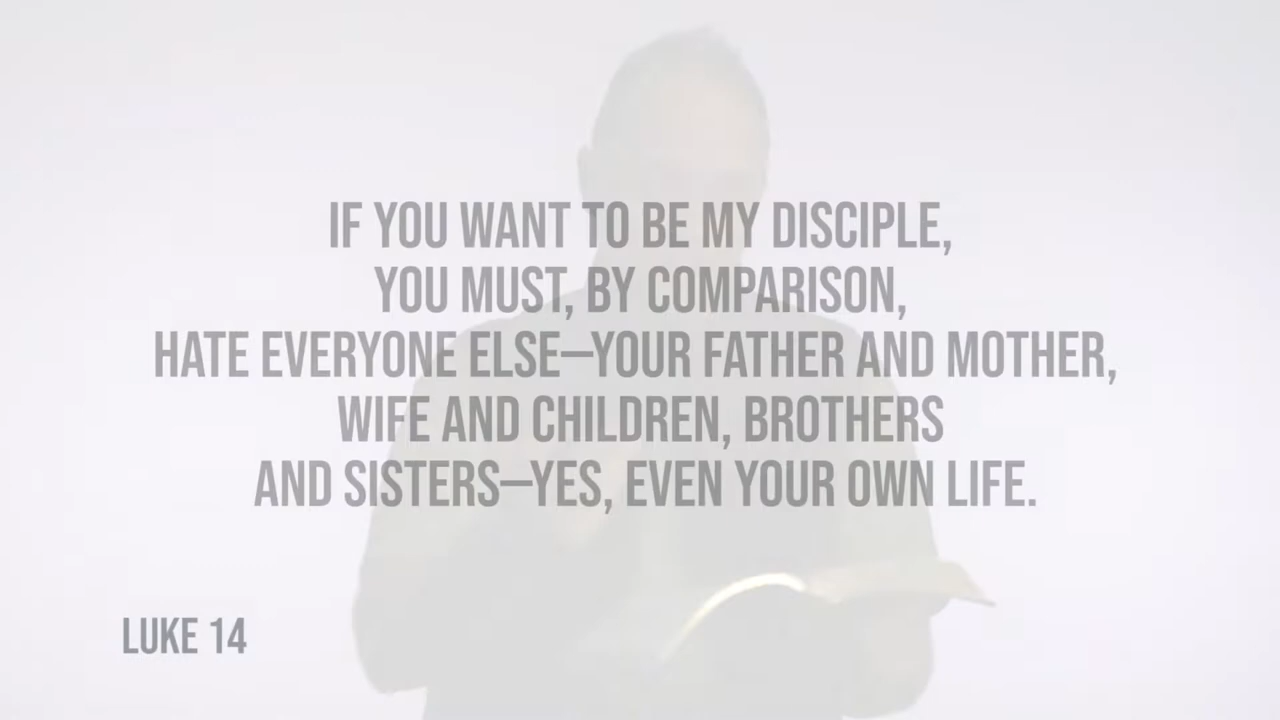 IF YOU WANT TO BE MY DISCIPLE,
YOU MUST, BY COMPARISON,
HATE EVERYONE ELSE—YOUR FATHER AND MOTHER,
WIFE AND CHILDREN, BROTHERS
AND SISTERS—YES, EVEN YOUR OWN LIFE.
LUKE 14